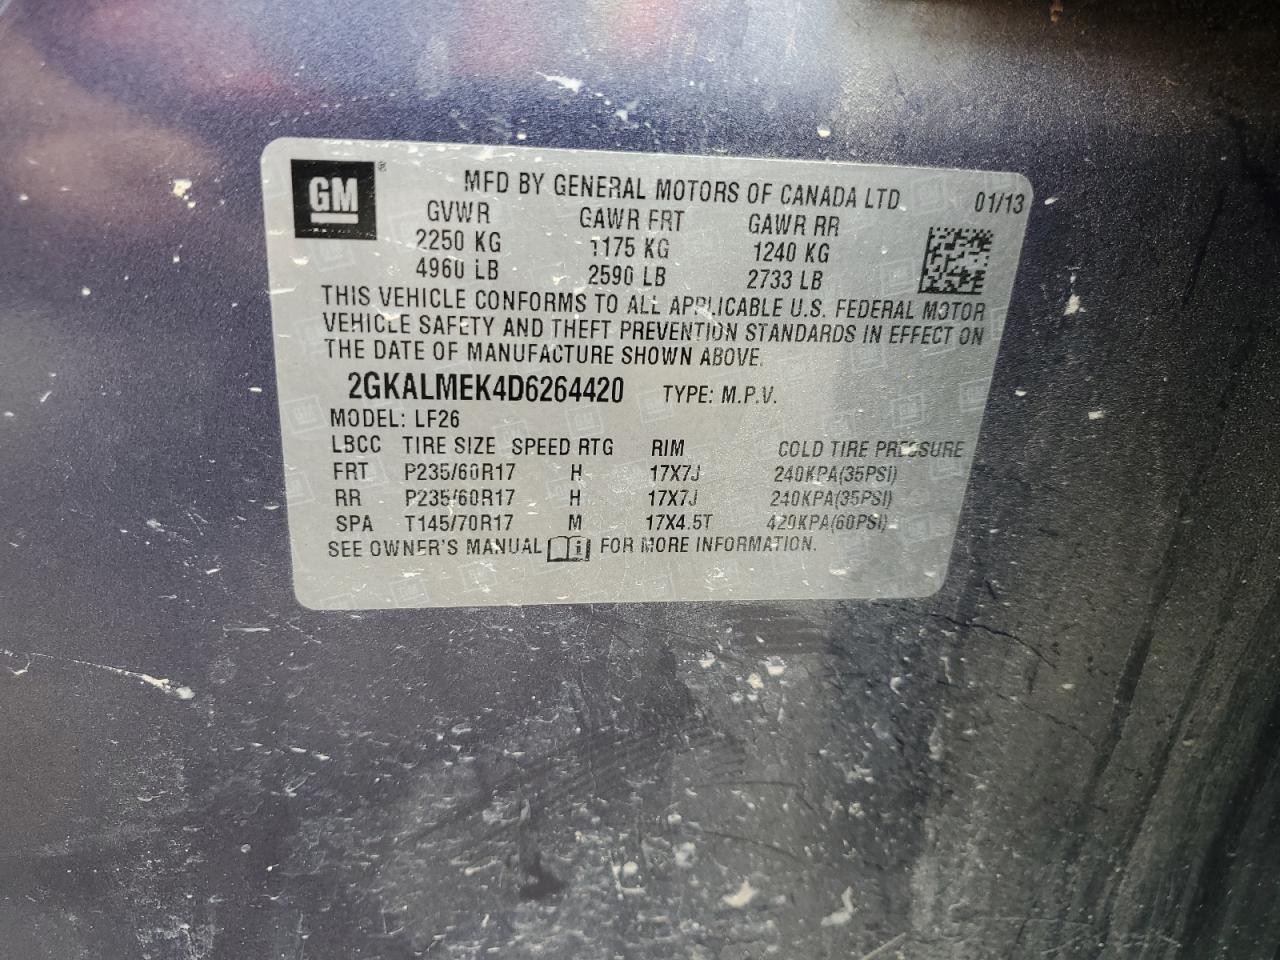 GM®
MFD BY GENERAL MOTORS OF CANADA LTD 01/13
GVWR GAWR FRT GAWR RR
2250 KG 1175 KG 1240 KG
4960 LB 2590 LB 2733 LB
THIS VEHICLE CONFORMS TO ALL APPLICABLE U.S. FEDERAL MOTOR
VEHICLE SAFETY AND THEFT PREVENTION STANDARDS IN EFFECT ON
THE DATE OF MANUFACTURE SHOWN ABOVE.
2GKALMEK4D6264420 TYPE: M.P.V.
MODEL: LF26
LBCC TIRE SIZE SPEED RTG RIM COLD TIRE PRESSURE
FRT P235/60R17 H 17X7J 240KPA(35PSI)
RR P235/60R17 H 17X7J 240KPA(35PSI)
SPA T145/70R17 M 17X4.5T 420KPA(60PSI)
SEE OWNER'S MANUAL i FOR MORE INFORMATION.